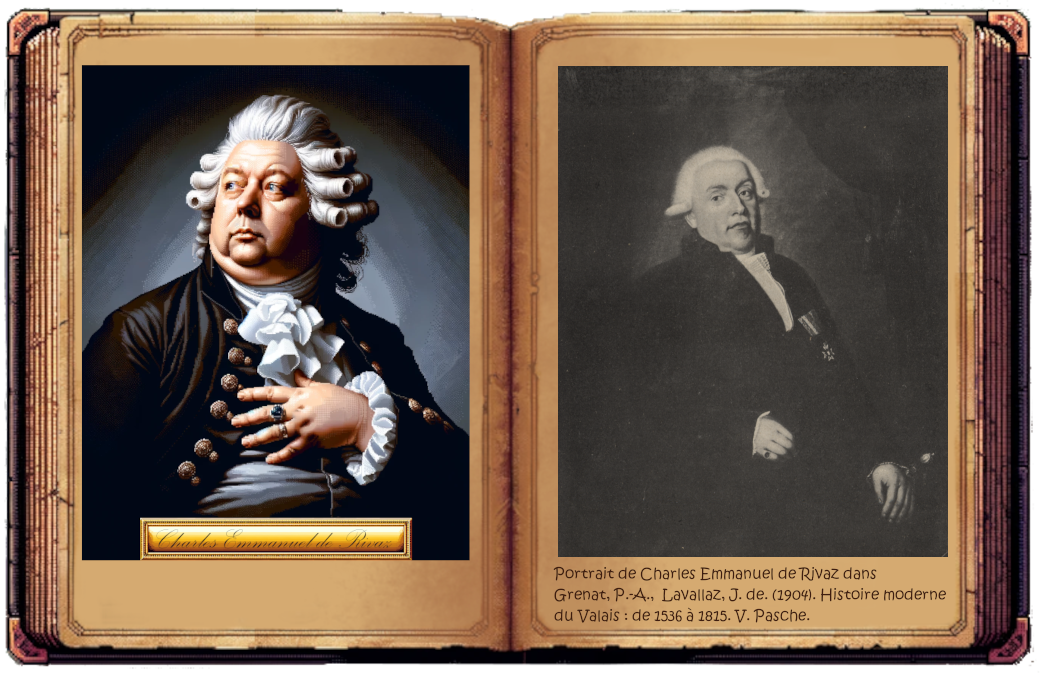 Charles Emmanuel de Rivaz
Portrait de Charles Emmanuel de Rivaz dans
Grenat, P.-A., Lavallaz, J. de. (1904). Histoire moderne
du Valais : de 1536 à 1815. V. Pasche.